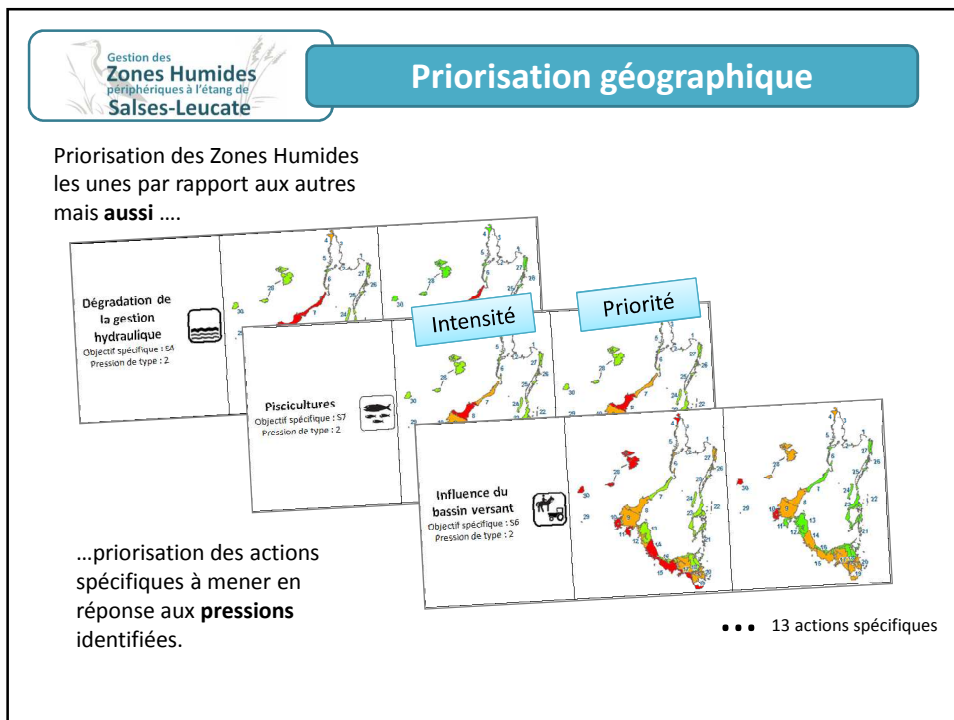 Gestion des
Zones Humides
périphériques à l'étang de
Salses-Leucate
Priorisation géographique
Priorisation des Zones Humides
les unes par rapport aux autres
mais aussi ....
Dégradation de
la gestion
hydraulique
Objectif spécifique : S4
Pression de type : 2
Intensité
Priorité
Piscicultures
Objectif spécifique : S7
Pression de type : 2
Influence du
bassin versant
Objectif spécifique : S6
Pression de type : 2
...priorisation des actions
spécifiques à mener en
réponse aux pressions
identifiées.
... 13 actions spécifiques